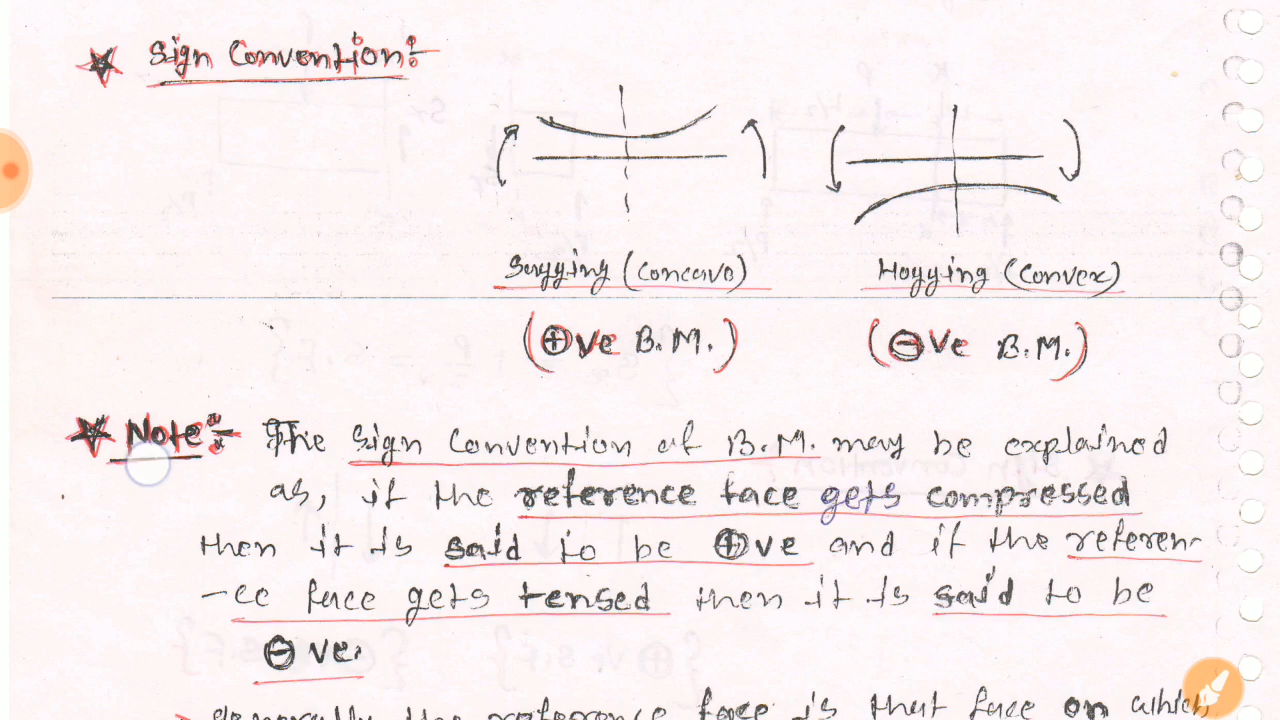 Sign Convention:-
Sagging (Concave) Hogging (Convex)
(⊕ve B.M.) (⊖ve B.M.)
Note:- The Sign Convention of B.M. may be explained
as, if the reference face gets compressed
then it is said to be ⊕ve and if the referen-
-ce face gets tensed then it is said to be
⊖ve.
generally the reference face is that face on which